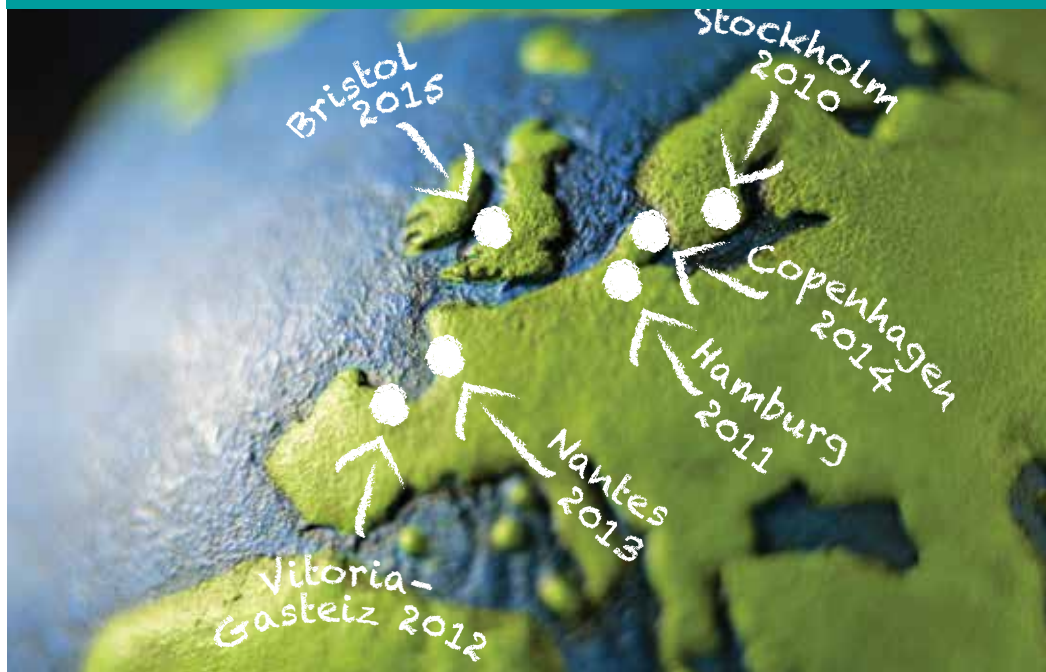 Stockholm
2010
Bristol
2015
Copenhagen
2014
Hamburg
2011
Nantes
2013
Vitoria-
Gasteiz 2012